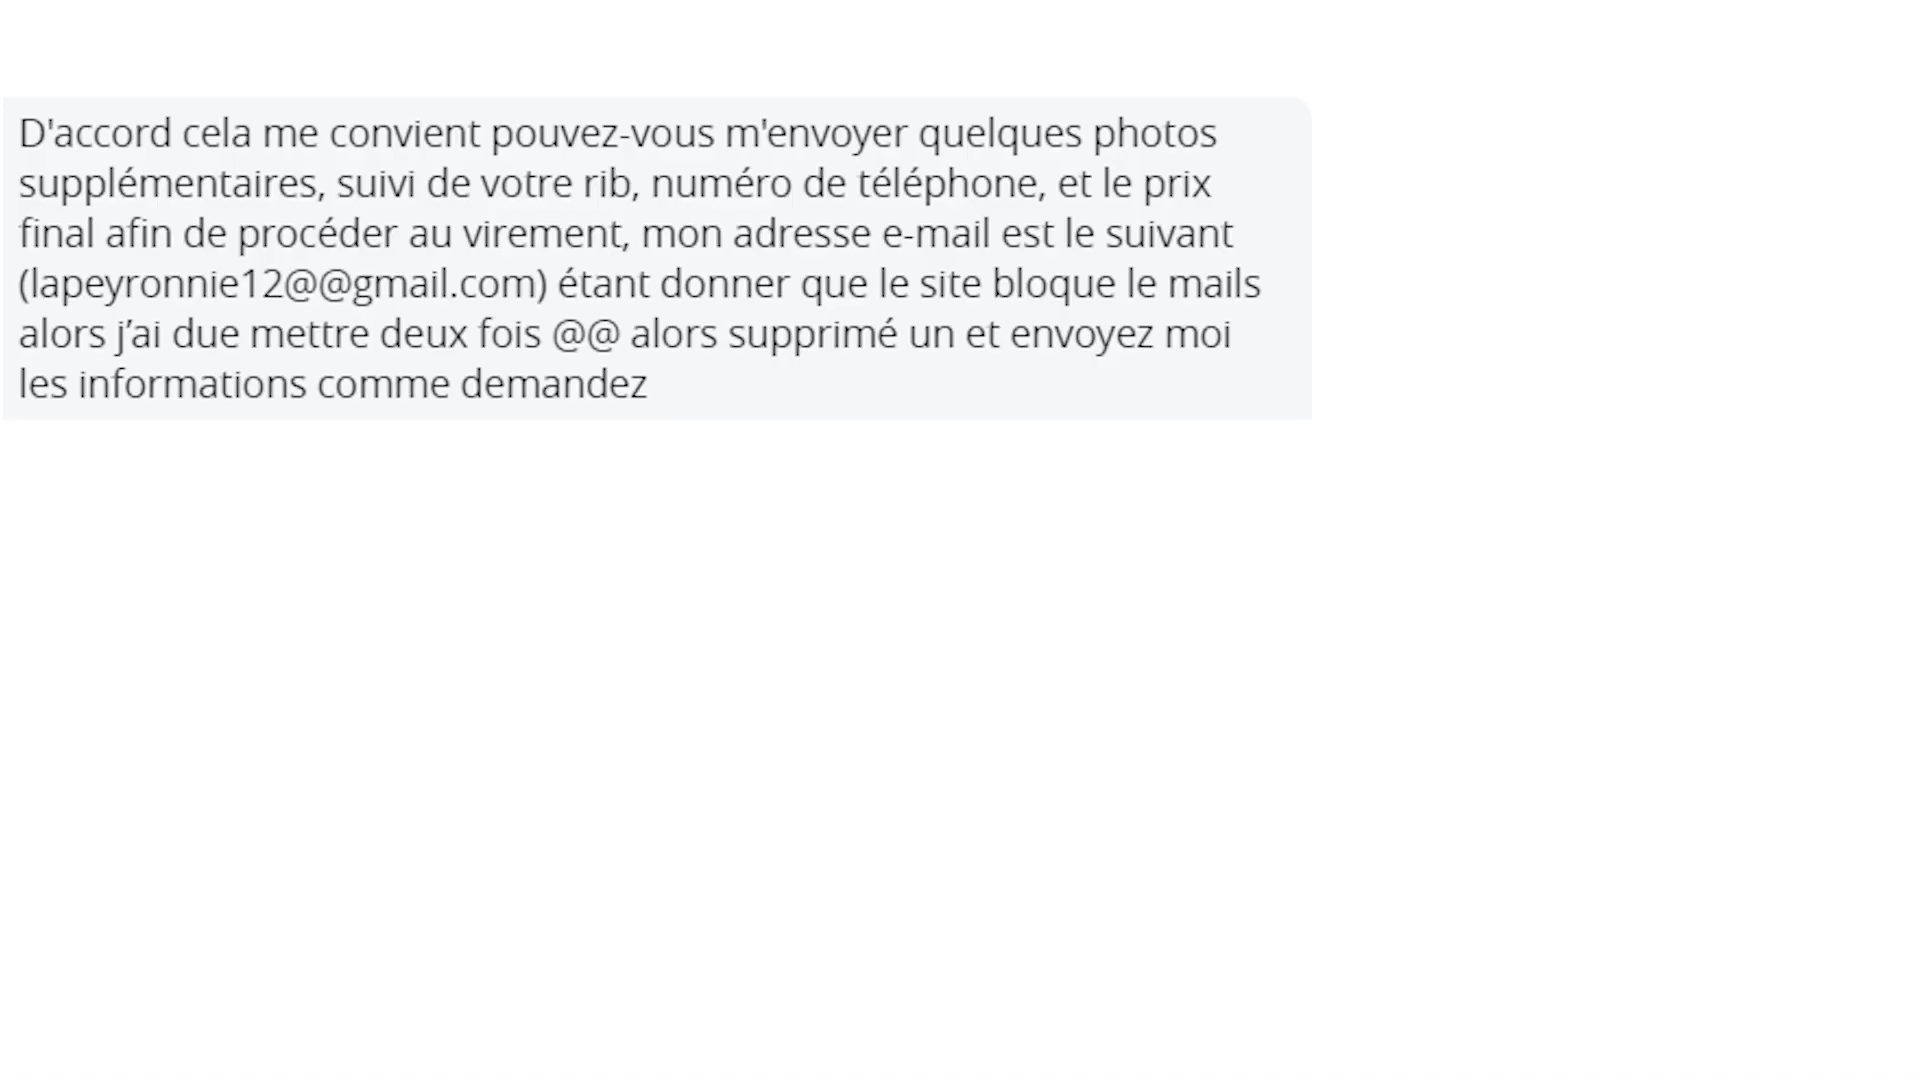 D'accord cela me convient pouvez-vous m'envoyer quelques photos
supplémentaires, suivi de votre rib, numéro de téléphone, et le prix
final afin de procéder au virement, mon adresse e-mail est le suivant
(lapeyronnie12@@gmail.com) étant donner que le site bloque le mails
alors j’ai due mettre deux fois @@ alors supprimé un et envoyez moi
les informations comme demandez